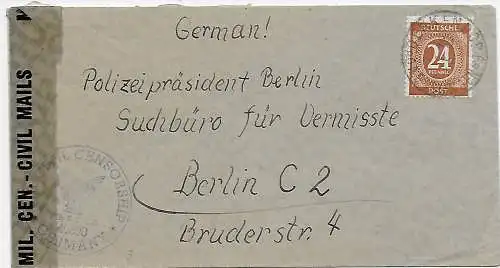 German!
Polizeipräsident Berlin
Suchbüro für Vermisste
Berlin C 2
Bruderstr. 4
DEUTSCHE
24
PFENNIG
POST
MIL. CEN. - CIVIL MAILS
CIVIL CENSORSHIP
GERMANY